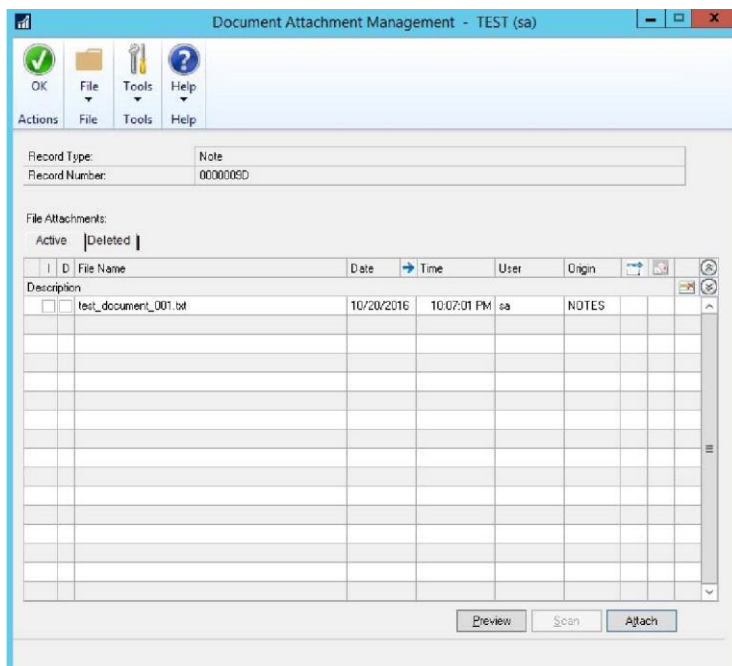 Document Attachment Management - TEST (sa)
OK File Tools Help
Actions File Tools Help
Record Type: Note
Record Number: 0000009D
File Attachments:
Active Deleted
I D File Name Date Time User Origin
Description
test_document_001.txt 10/20/2016 10:07:01 PM sa NOTES
Preview Scan Attach